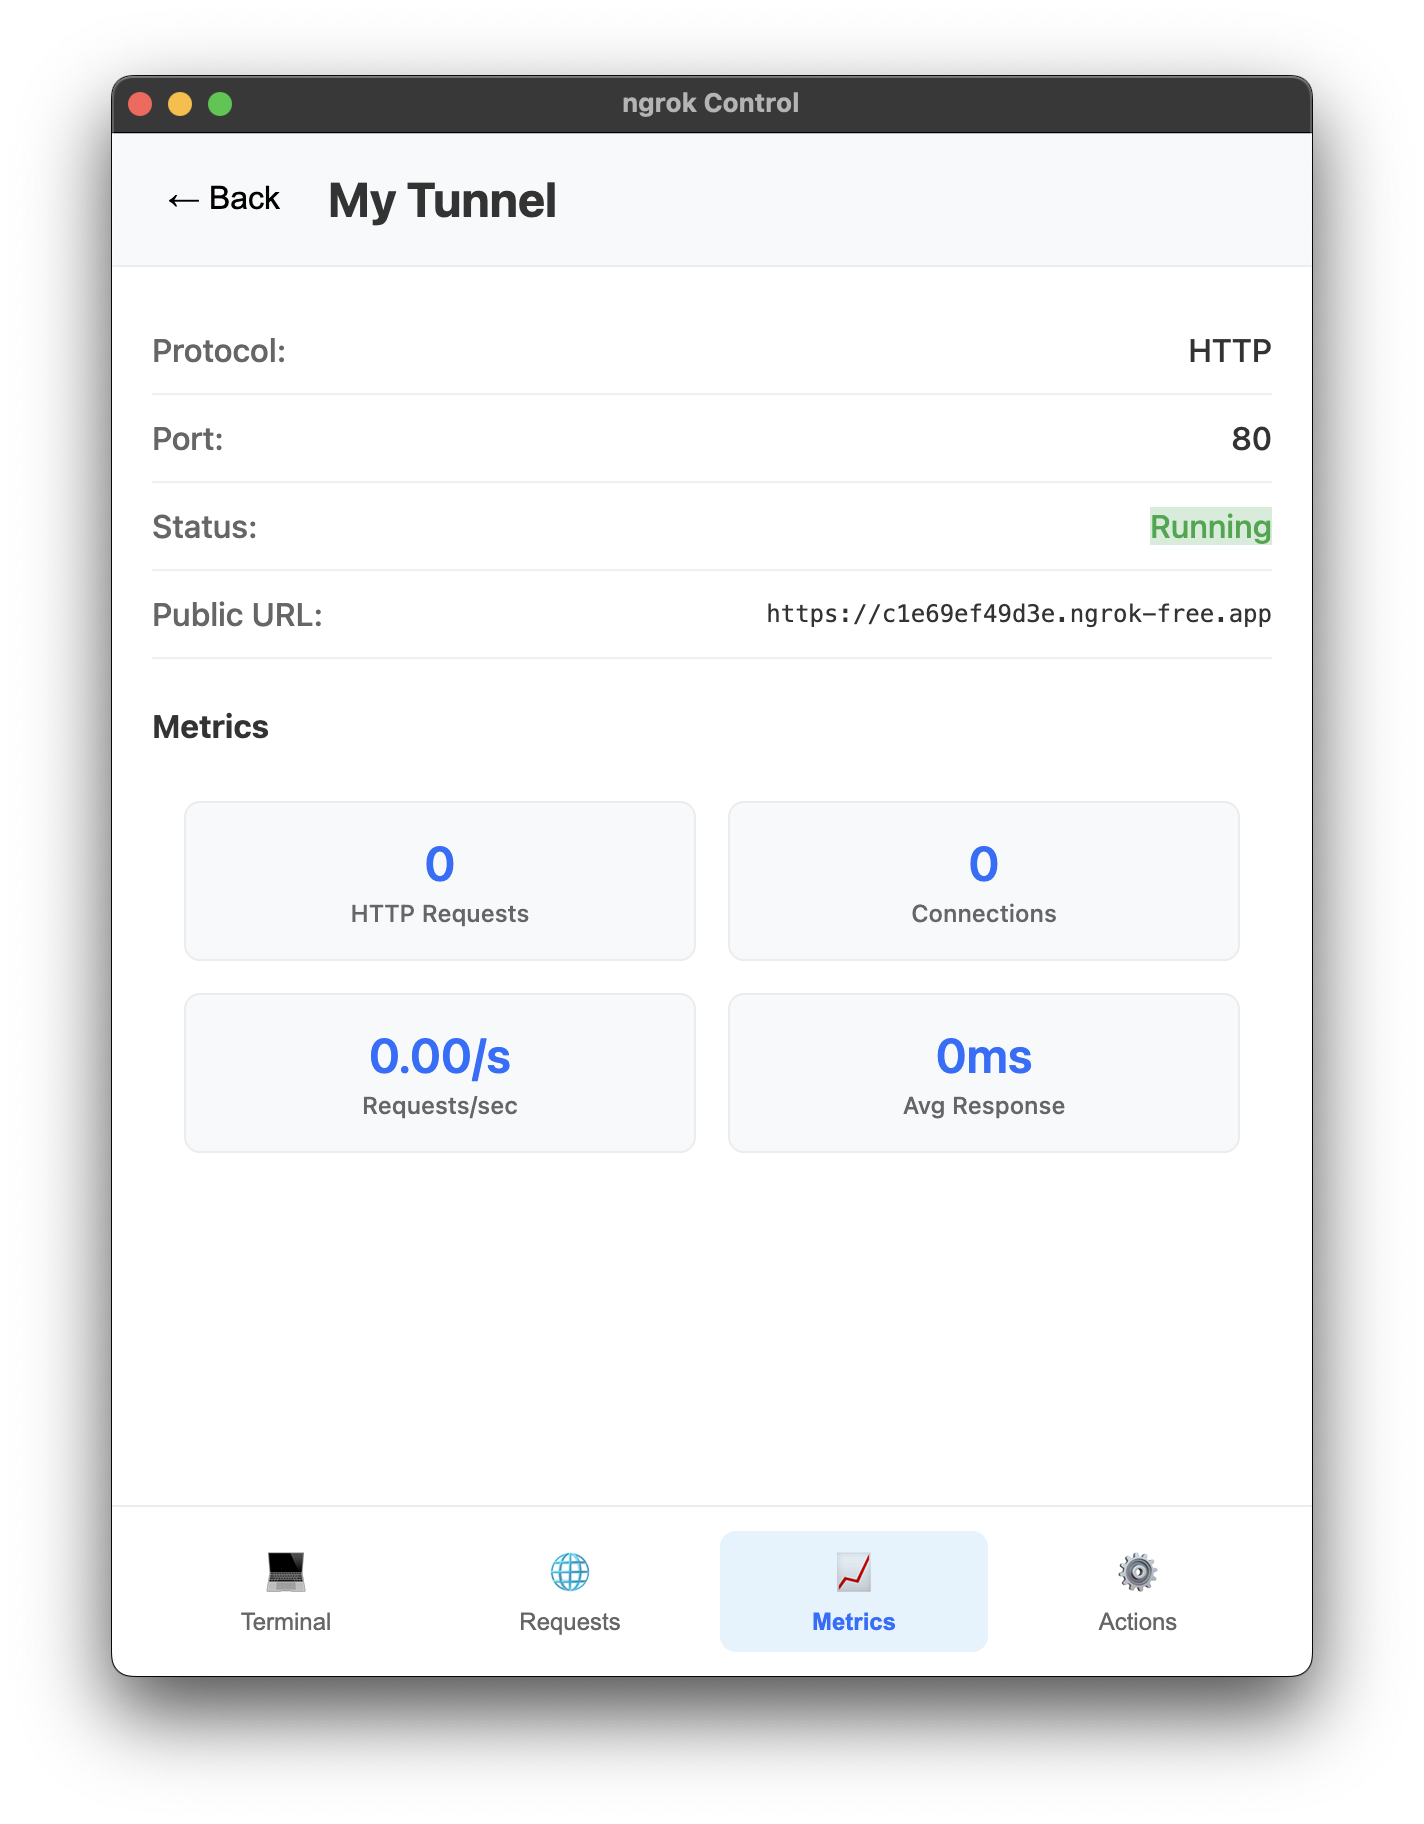 ngrok Control
← Back
My Tunnel
Protocol: HTTP
Port: 80
Status: Running
Public URL: https://c1e69ef49d3e.ngrok-free.app
Metrics
0
HTTP Requests
0
Connections
0.00/s
Requests/sec
0ms
Avg Response
Terminal
Requests
Metrics
Actions